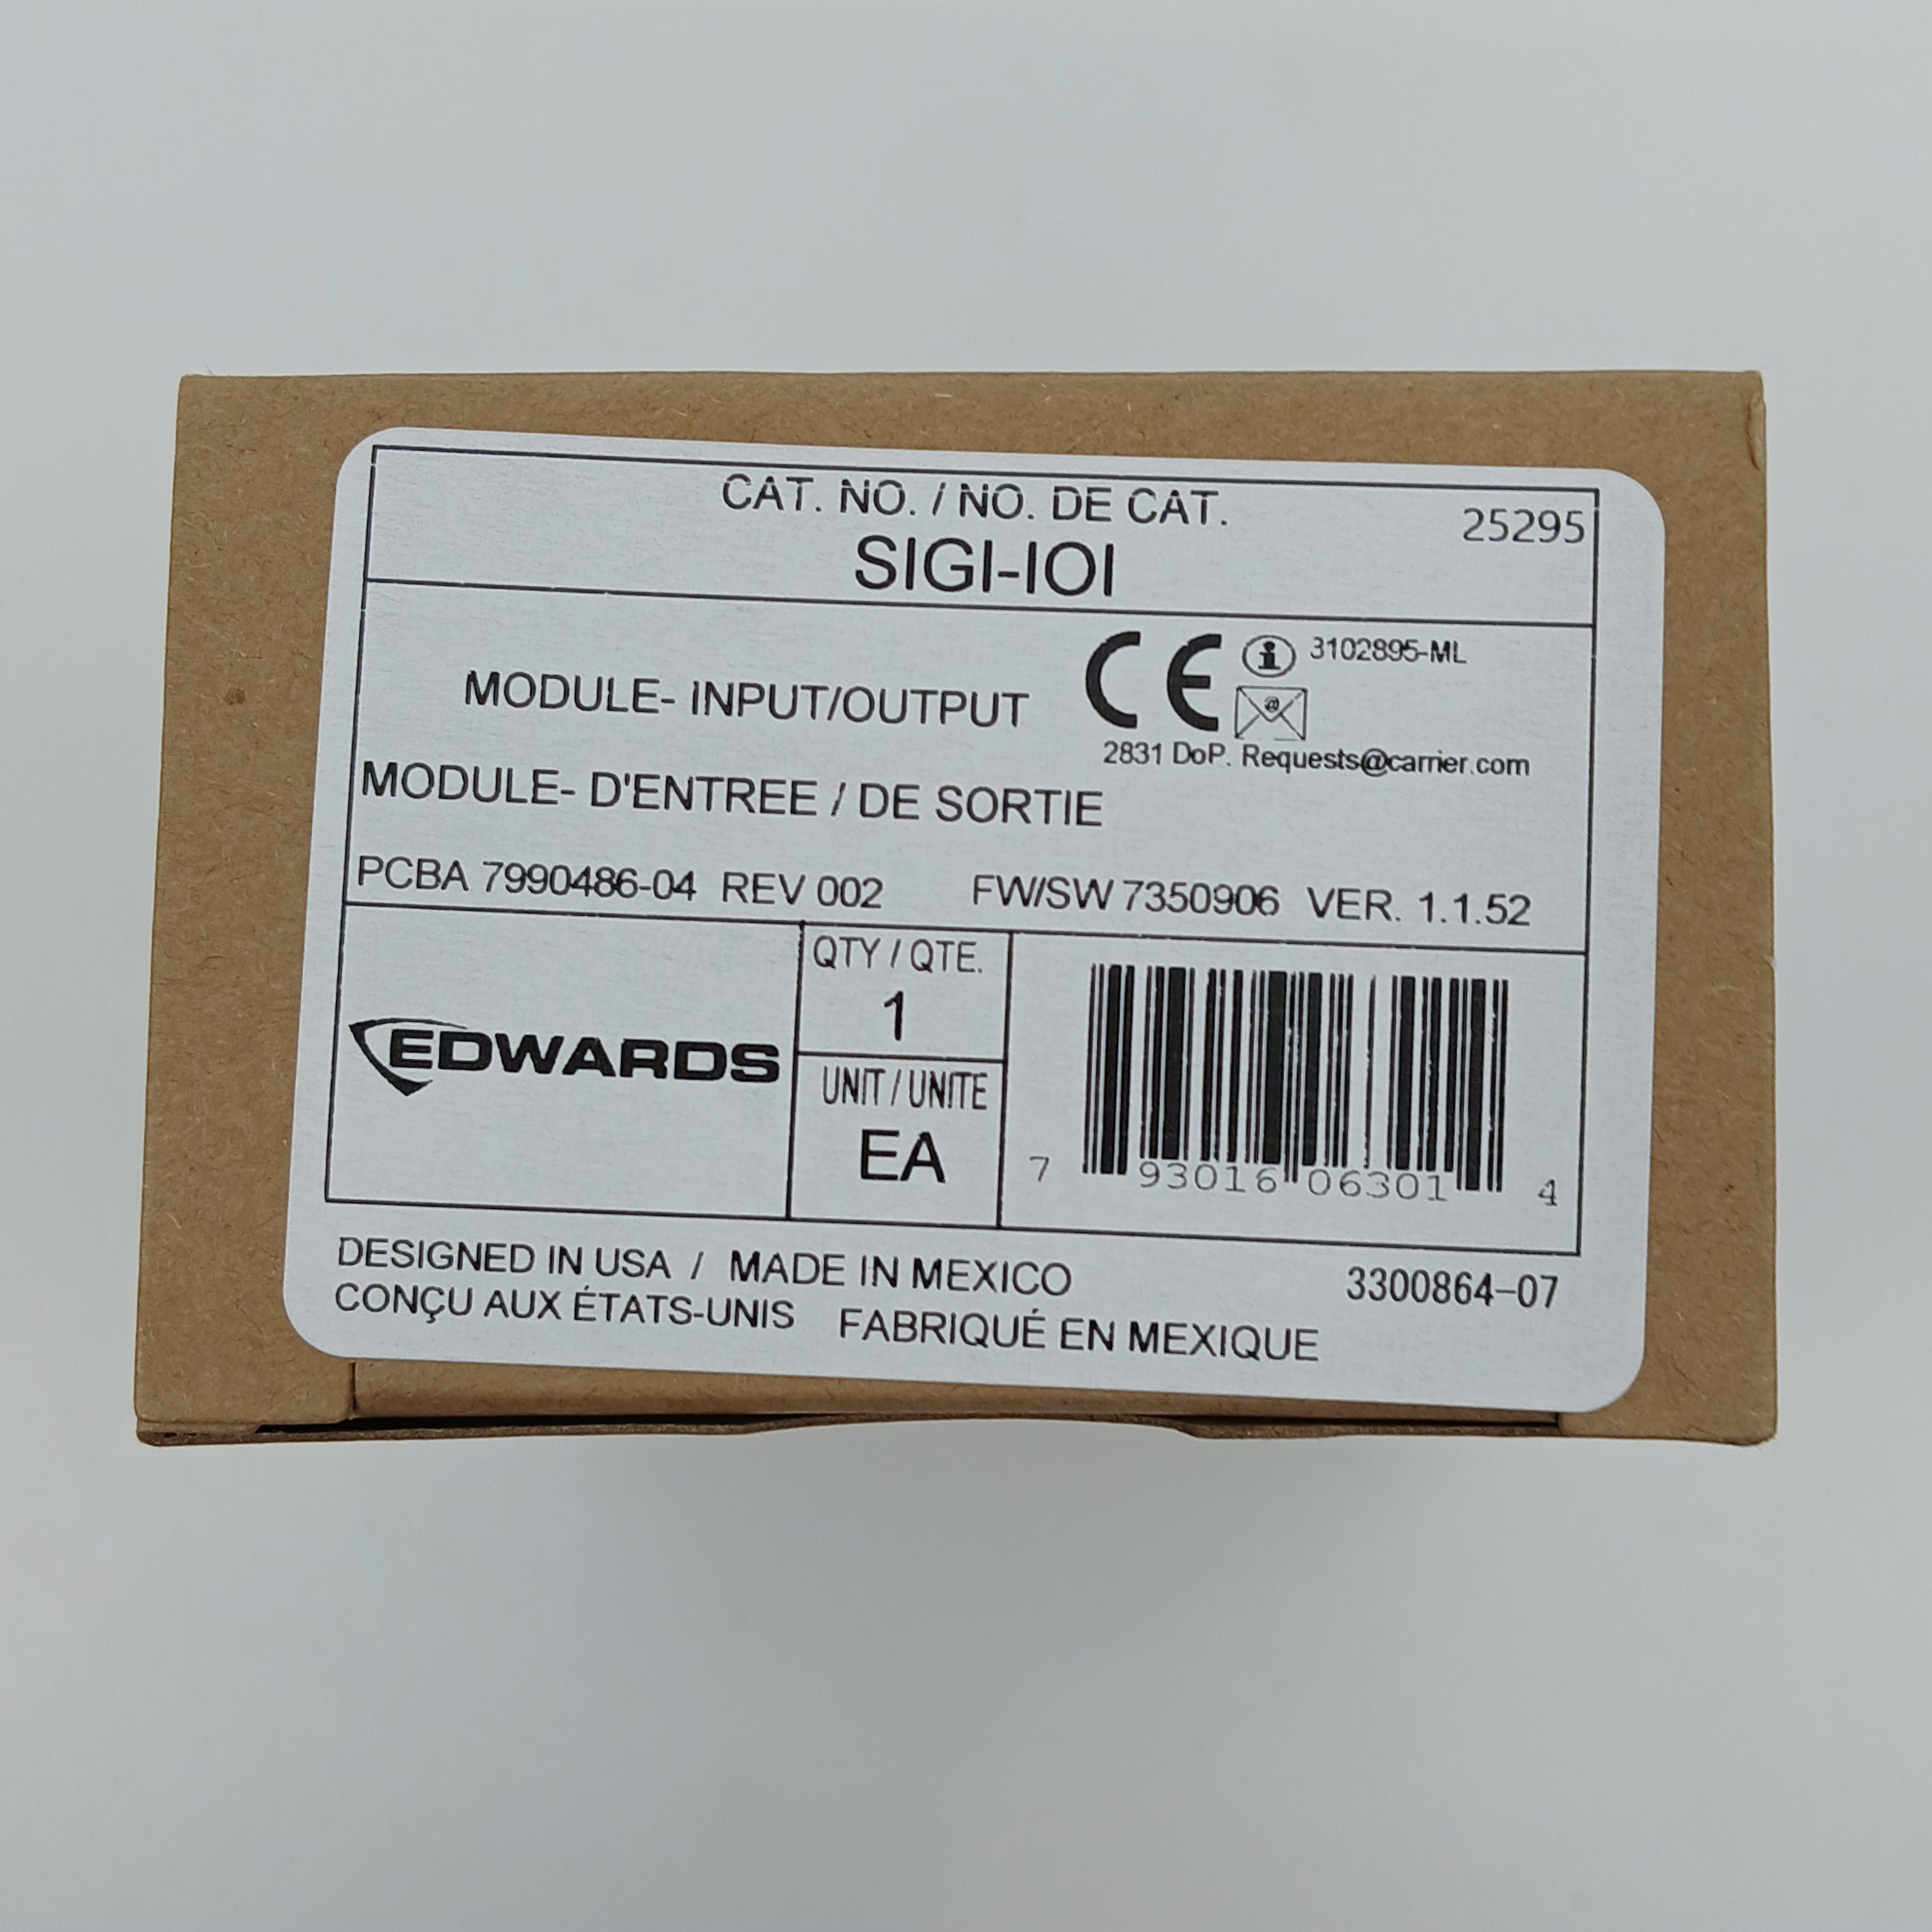 CAT. NO. / NO. DE CAT.
25295
SIGI-IOI
MODULE- INPUT/OUTPUT
CE
i 3102895-ML
@
2831 DoP. Requests@carrier.com
MODULE- D'ENTREE / DE SORTIE
PCBA 7990486-04 REV 002 FW/SW 7350906 VER. 1.1.52
EDWARDS
QTY / QTE.
1
UNIT / UNITE
EA
7 93016 06301 4
DESIGNED IN USA / MADE IN MEXICO
CONÇU AUX ÉTATS-UNIS FABRIQUÉ EN MEXIQUE
3300864-07